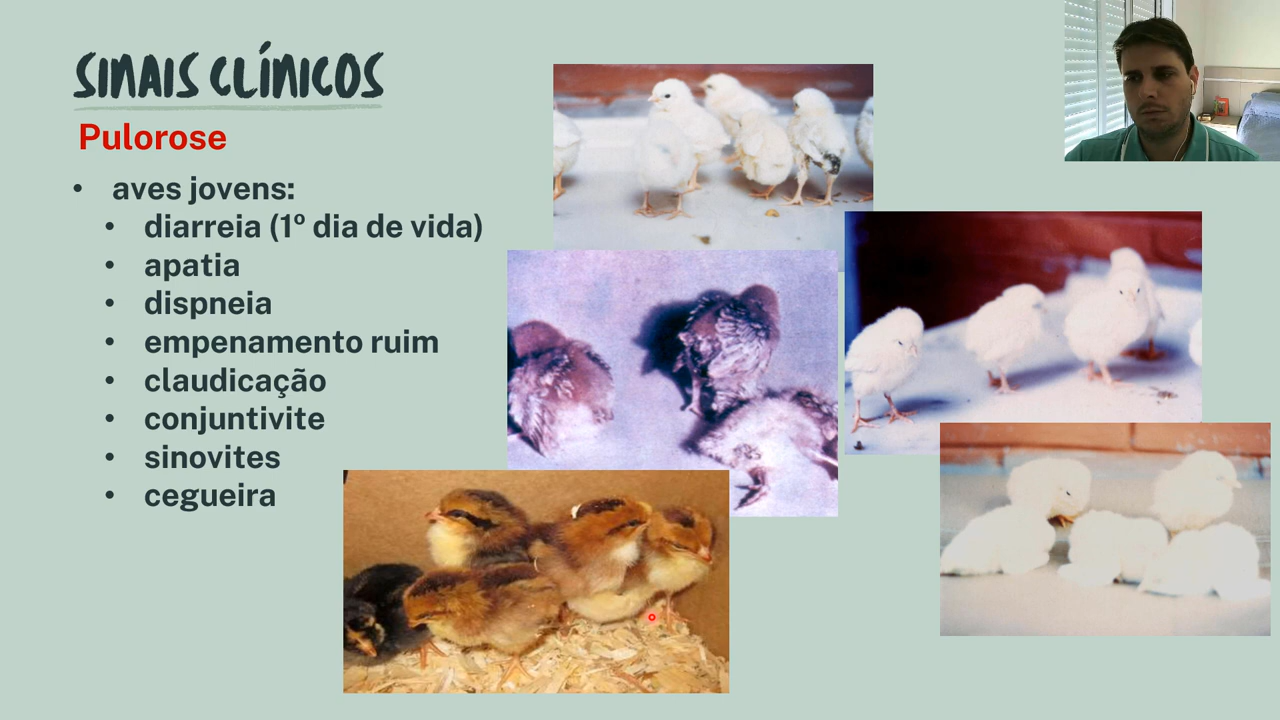 SINAIS CLÍNICOS
Pulorose
• aves jovens:
• diarreia (1º dia de vida)
• apatia
• dispneia
• empenamento ruim
• claudicação
• conjuntivite
• sinovites
• cegueira